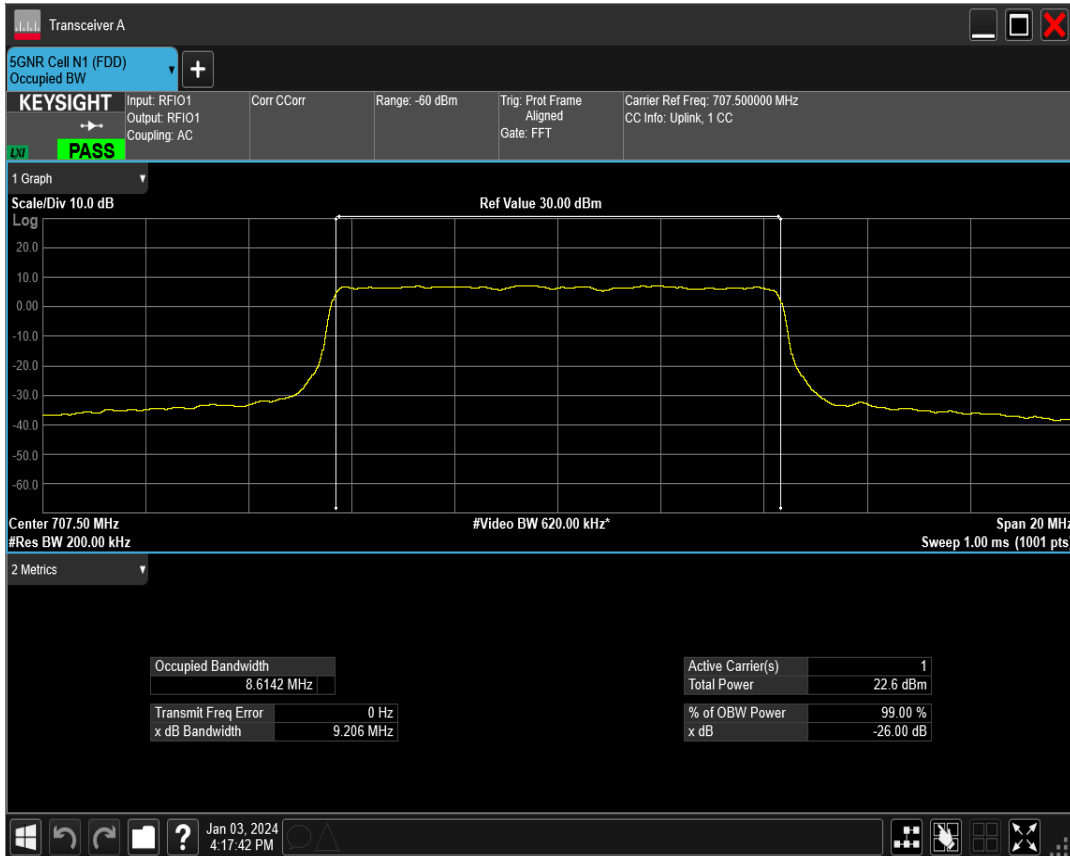 Transceiver A
5GNR Cell N1 (FDD)
Occupied BW
+
KEYSIGHT
LXI
PASS
Input: RFIO1
Output: RFIO1
Coupling: AC
Corr CCorr
Range: -60 dBm
Trig: Prot Frame
Aligned
Gate: FFT
Carrier Ref Freq: 707.500000 MHz
CC Info: Uplink, 1 CC
1 Graph
Scale/Div 10.0 dB
Ref Value 30.00 dBm
Log
20.0
10.0
0.00
-10.0
-20.0
-30.0
-40.0
-50.0
-60.0
Center 707.50 MHz
#Video BW 620.00 kHz*
Span 20 MHz
#Res BW 200.00 kHz
Sweep 1.00 ms (1001 pts)
2 Metrics
Occupied Bandwidth
8.6142 MHz
Transmit Freq Error 0 Hz
x dB Bandwidth 9.206 MHz
Active Carrier(s) 1
Total Power 22.6 dBm
% of OBW Power 99.00 %
x dB -26.00 dB
?
Jan 03, 2024
4:17:42 PM